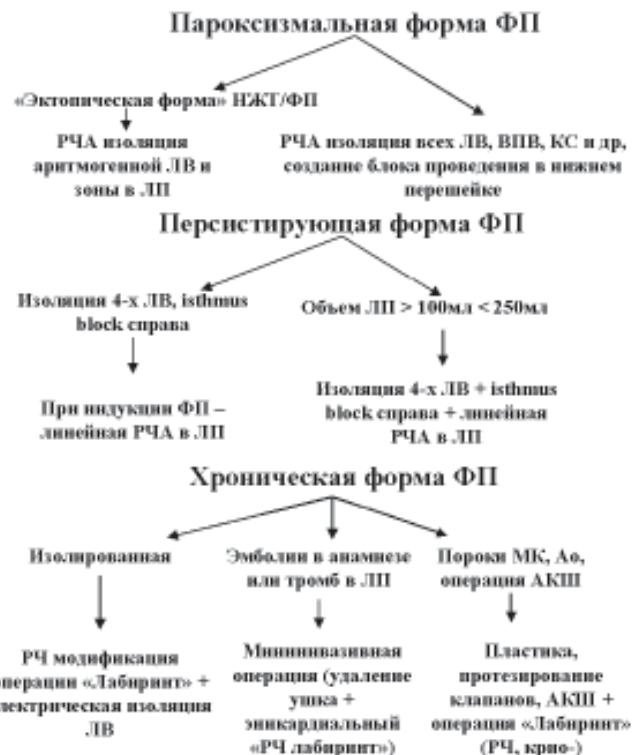 Пароксизмальная форма ФП
«Эктопическая форма» НЖТ/ФП
РЧА изоляция
аритмогенной ЛВ и
зоны в ЛП
РЧА изоляция всех ЛВ, ВПВ, КС и др,
создание блока проведения в нижнем
перешейке
Персистирующая форма ФП
Изоляция 4-х ЛВ, isthmus
block справа
Объем ЛП > 100мл < 250мл
При индукции ФП –
линейная РЧА в ЛП
Изоляция 4-х ЛВ + isthmus
block справа + линейная
РЧА в ЛП
Хроническая форма ФП
Изолированная
Эмболии в анамнезе
или тромб в ЛП
Пороки МК, Ао,
операция АКШ
РЧ модификация
операции «Лабиринт» +
электрическая изоляция
ЛВ
Мининвазивная
операция (удаление
ушка +
эпикардиальный
«РЧ лабиринт»)
Пластика,
протезирование
клапанов, АКШ +
операция «Лабиринт»
(РЧ, крио-)